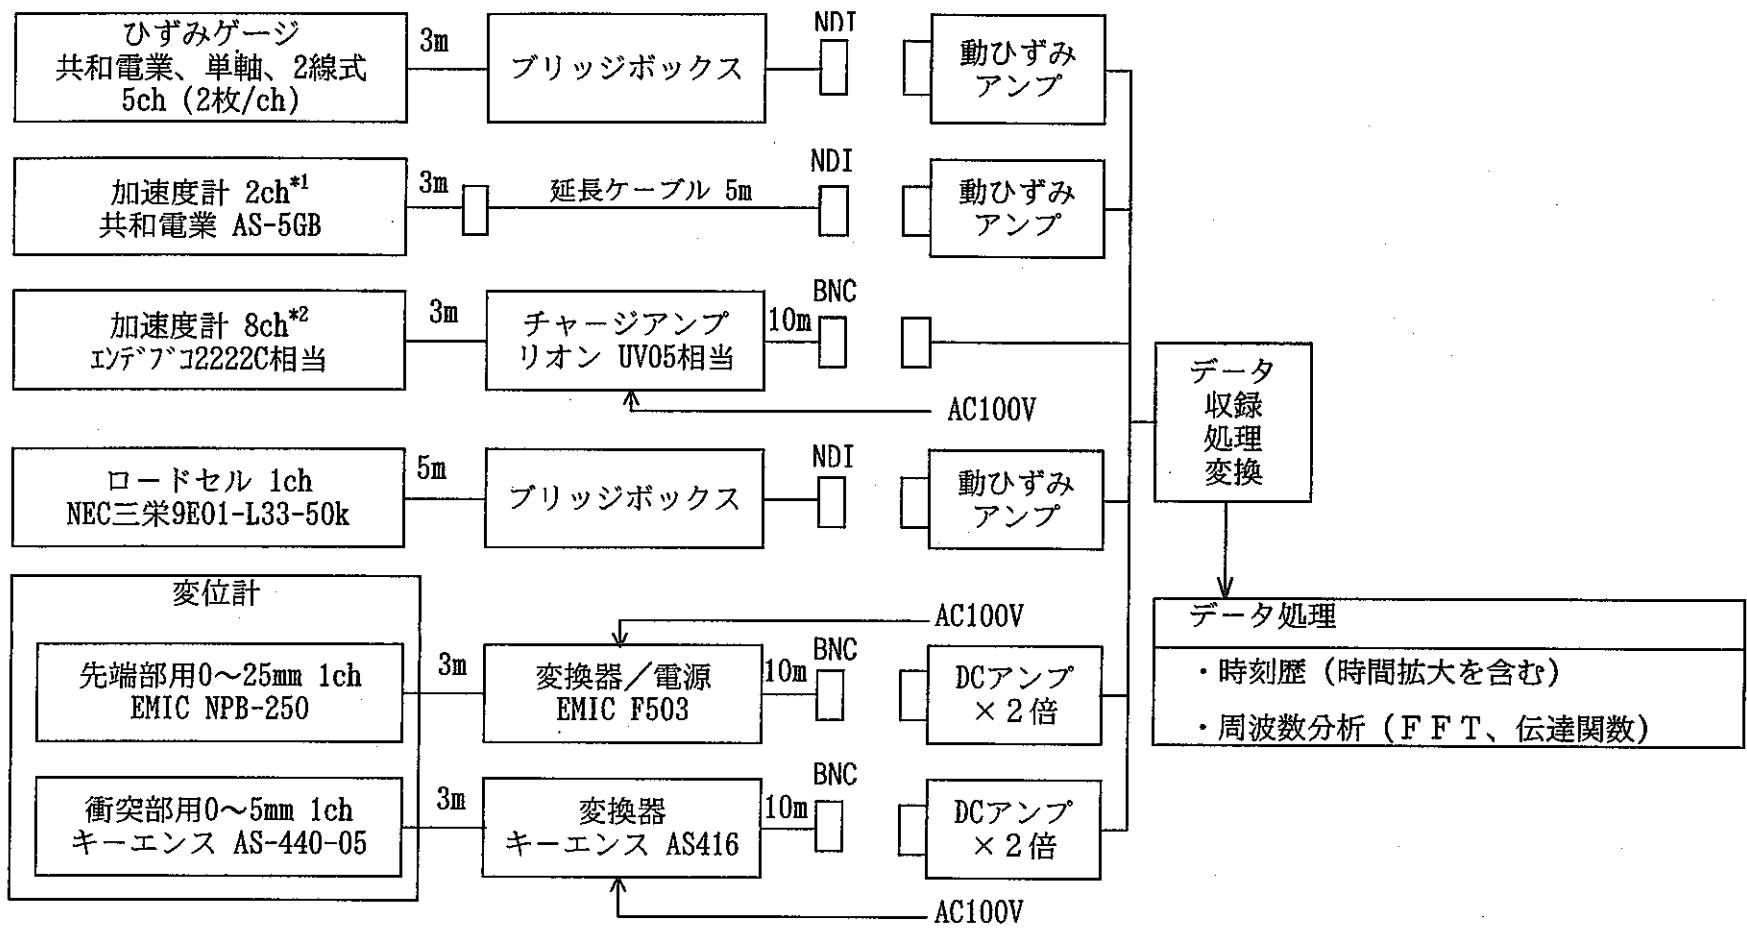 ひずみゲージ
共和電業、単軸、2線式
5ch (2枚/ch)
3m
ブリッジボックス
NDI
動ひずみ
アンプ
加速度計 2ch*1
共和電業 AS-5GB
3m
延長ケーブル 5m
NDI
動ひずみ
アンプ
加速度計 8ch*2
エンデブコ2222C相当
3m
チャージアンプ
リオン UV05相当
10m
BNC
AC100V
データ
収録
処理
変換
ロードセル 1ch
NEC三栄9E01-L33-50k
5m
ブリッジボックス
NDI
動ひずみ
アンプ
変位計
先端部用0～25mm 1ch
EMIC NPB-250
3m
変換器／電源
EMIC F503
AC100V
10m
BNC
DCアンプ
×２倍
衝突部用0～5mm 1ch
キーエンス AS-440-05
3m
変換器
キーエンス AS416
10m
BNC
DCアンプ
×２倍
AC100V
データ処理
・時刻歴（時間拡大を含む）
・周波数分析（ＦＦＴ、伝達関数）